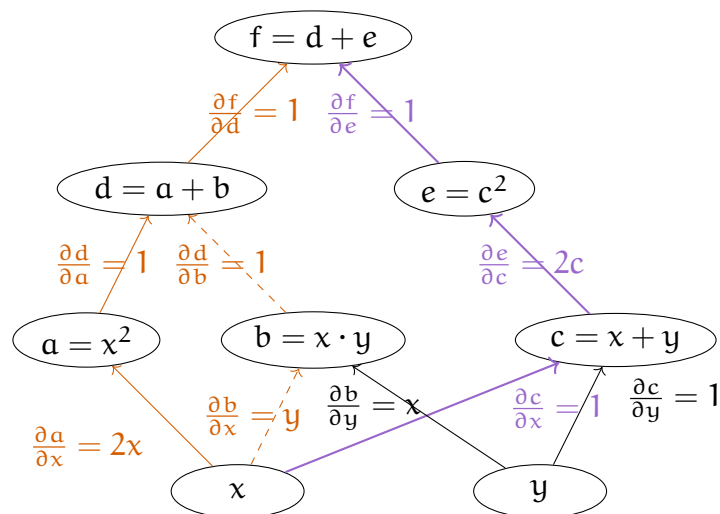 f = d + e
∂f/∂d = 1
∂f/∂e = 1
d = a + b
e = c²
∂d/∂a = 1
∂d/∂b = 1
∂e/∂c = 2c
a = x²
b = x · y
c = x + y
∂a/∂x = 2x
∂b/∂x = y
∂b/∂y = x
∂c/∂x = 1
∂c/∂y = 1
x
y